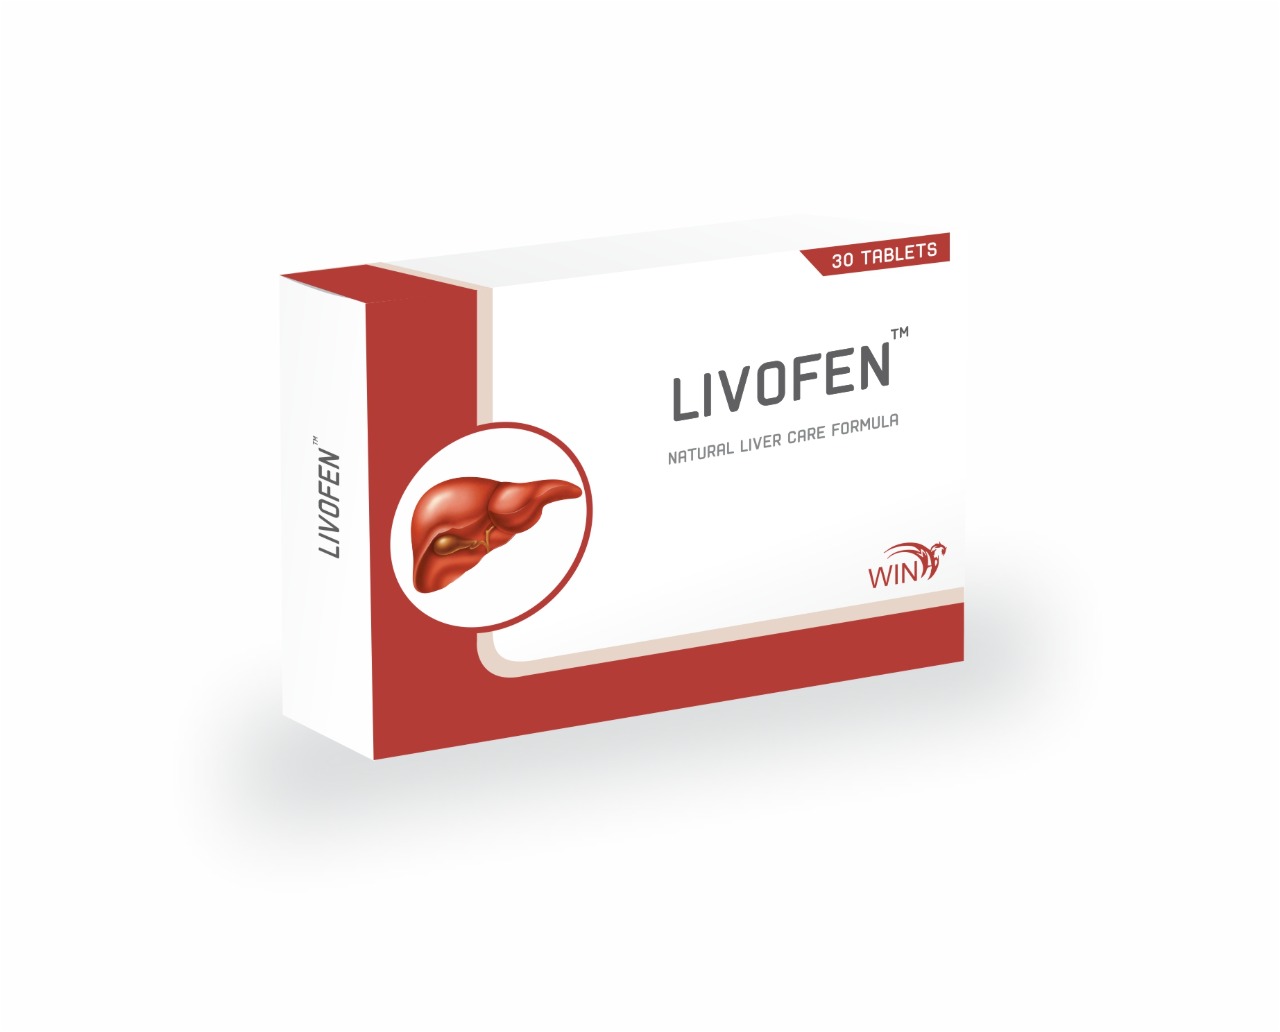 30 TABLETS
LIVOFEN™
NATURAL LIVER CARE FORMULA
WIN
LIVOFEN™